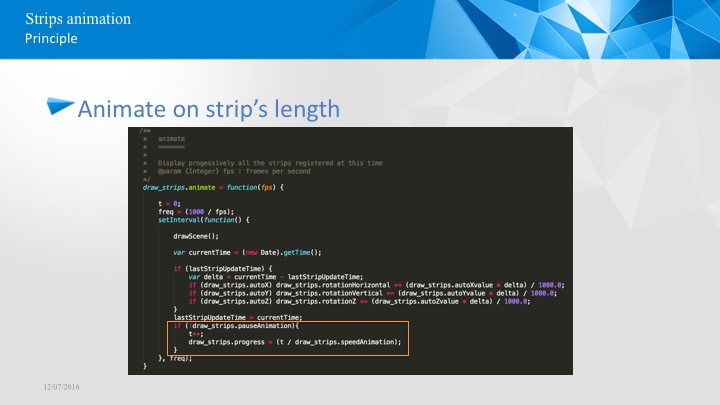 Strips animation
Principle
Animate on strip's length
/**
* animate
* =======
*
* Display progessively all the strips registered at this time
* @param {Integer} fps : frames per second
*/
draw_strips.animate = function(fps) {
t = 0;
freq = (1000 / fps);
setInterval(function() {
drawScene();
var currentTime = (new Date).getTime();
if (lastStripUpdateTime) {
var delta = currentTime - lastStripUpdateTime;
if (draw_strips.autoX) draw_strips.rotationHorizontal += (draw_strips.autoXvalue * delta) / 1000.0;
if (draw_strips.autoY) draw_strips.rotationVertical += (draw_strips.autoYvalue * delta) / 1000.0;
if (draw_strips.autoZ) draw_strips.rotationZ += (draw_strips.autoZvalue * delta) / 1000.0;
}
lastStripUpdateTime = currentTime;
if (!draw_strips.pauseAnimation){
t++;
draw_strips.progress = (t / draw_strips.speedAnimation);
}
}, freq);
}
12/07/2016